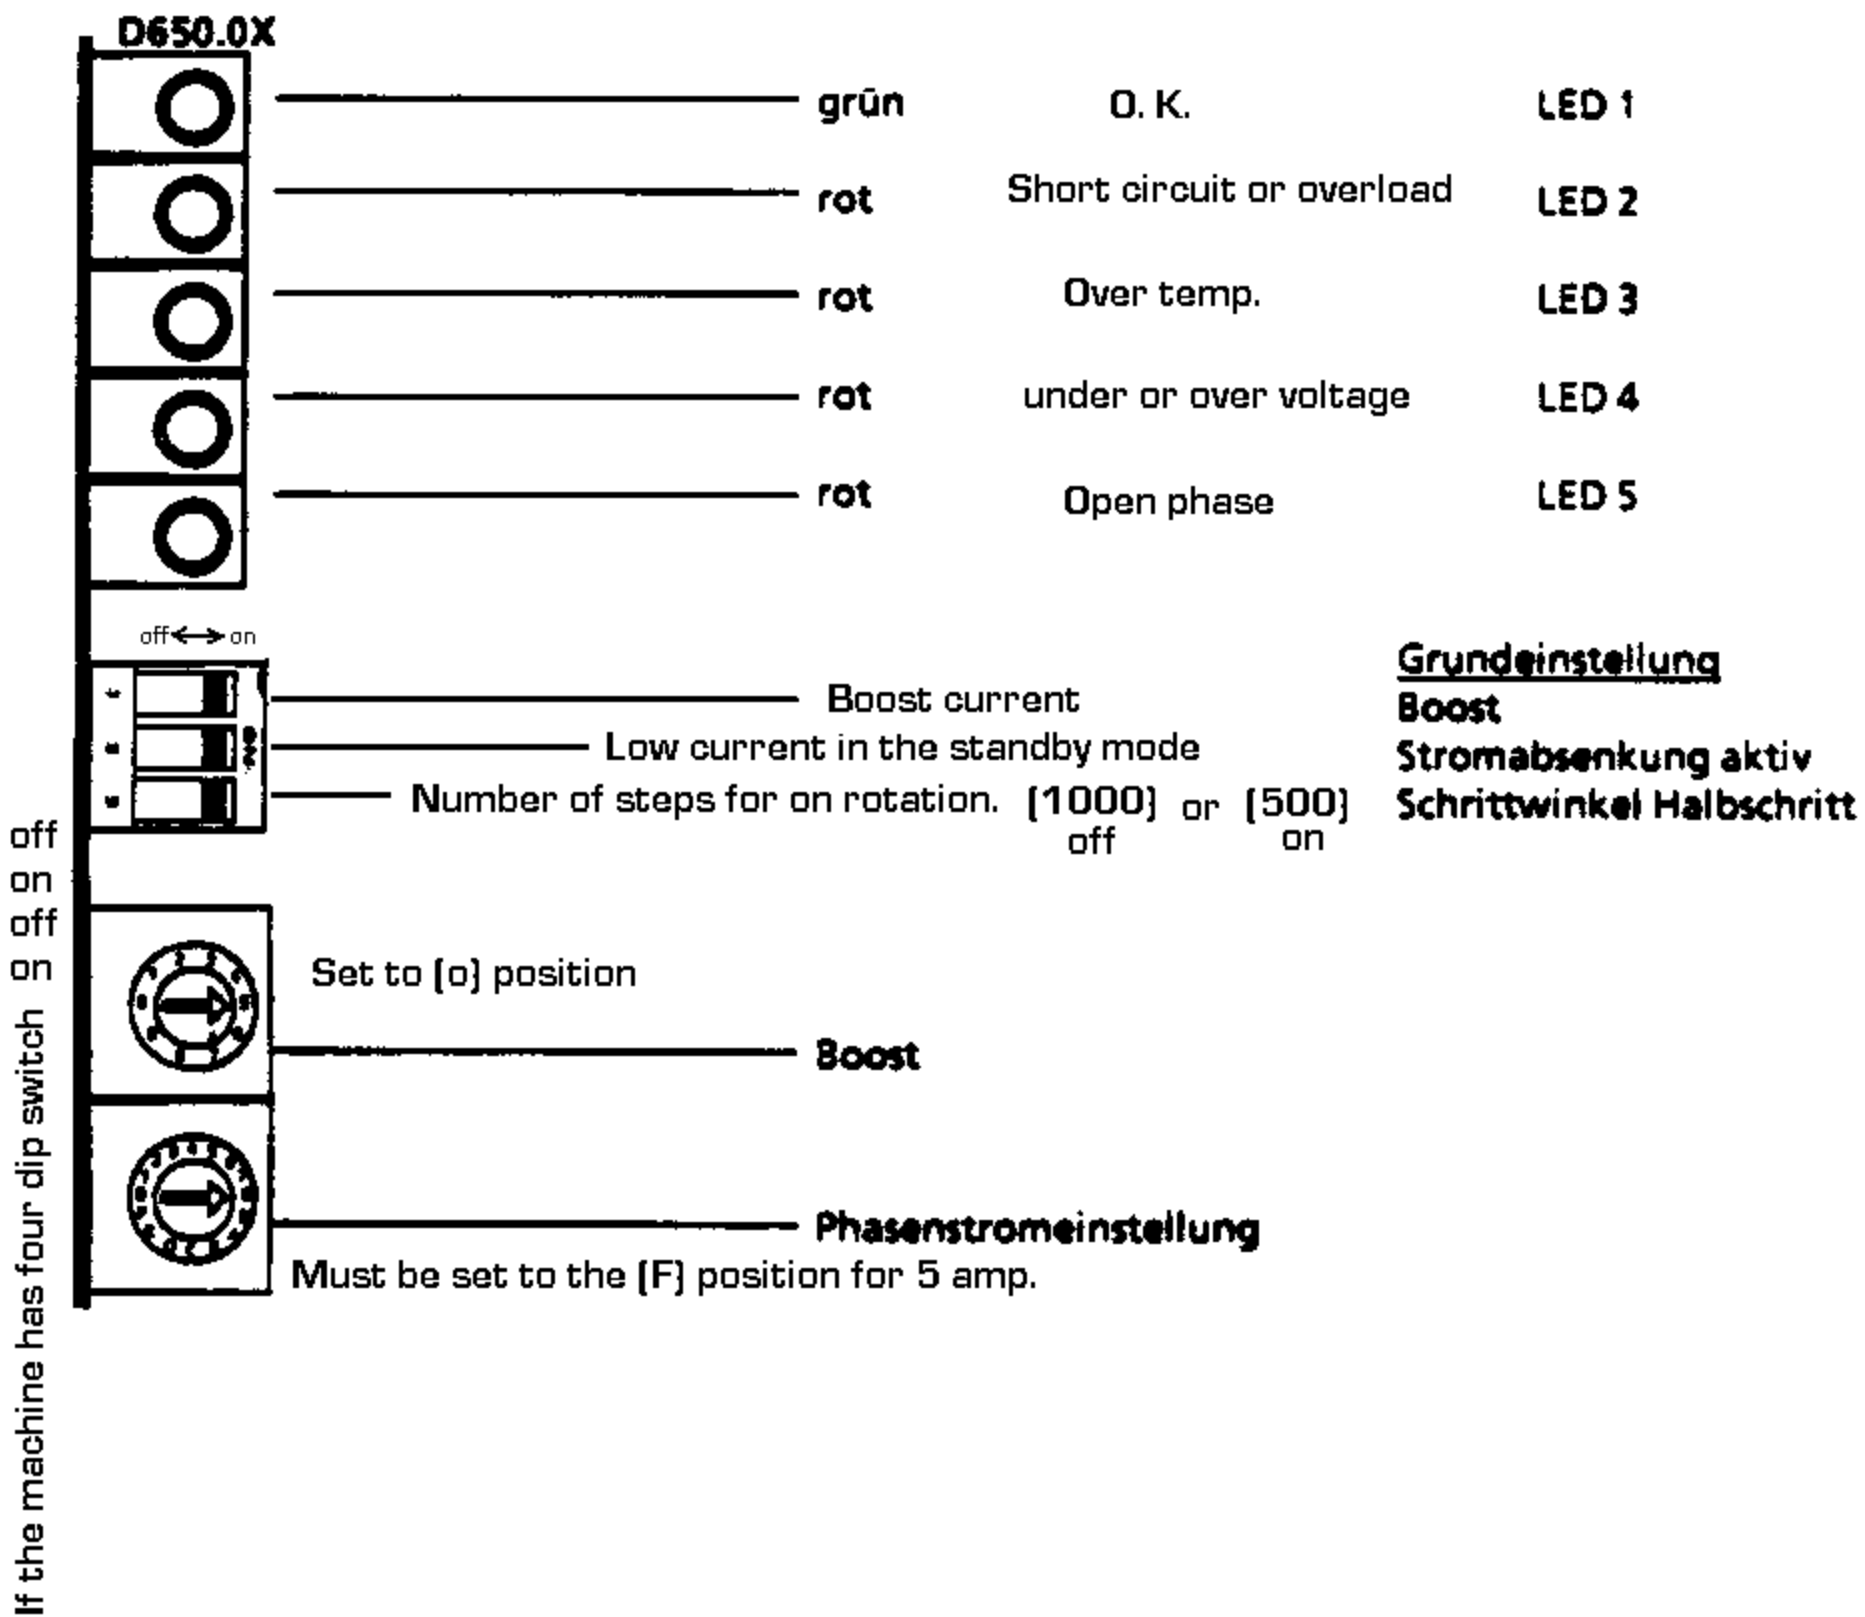 D650.0X
grün O. K. LED 1
rot Short circuit or overload LED 2
rot Over temp. LED 3
rot under or over voltage LED 4
rot Open phase LED 5
off on
Grundeinstellung
Boost current Boost
Low current in the standby mode Stromabsenkung aktiv
Number of steps for on rotation. (1000) or (500) Schrittwinkel Halbschritt
off on
Set to (o) position
Boost
Phasenstromeinstellung
Must be set to the (F) position for 5 amp.
If the machine has four dip switch
on
off
on
off